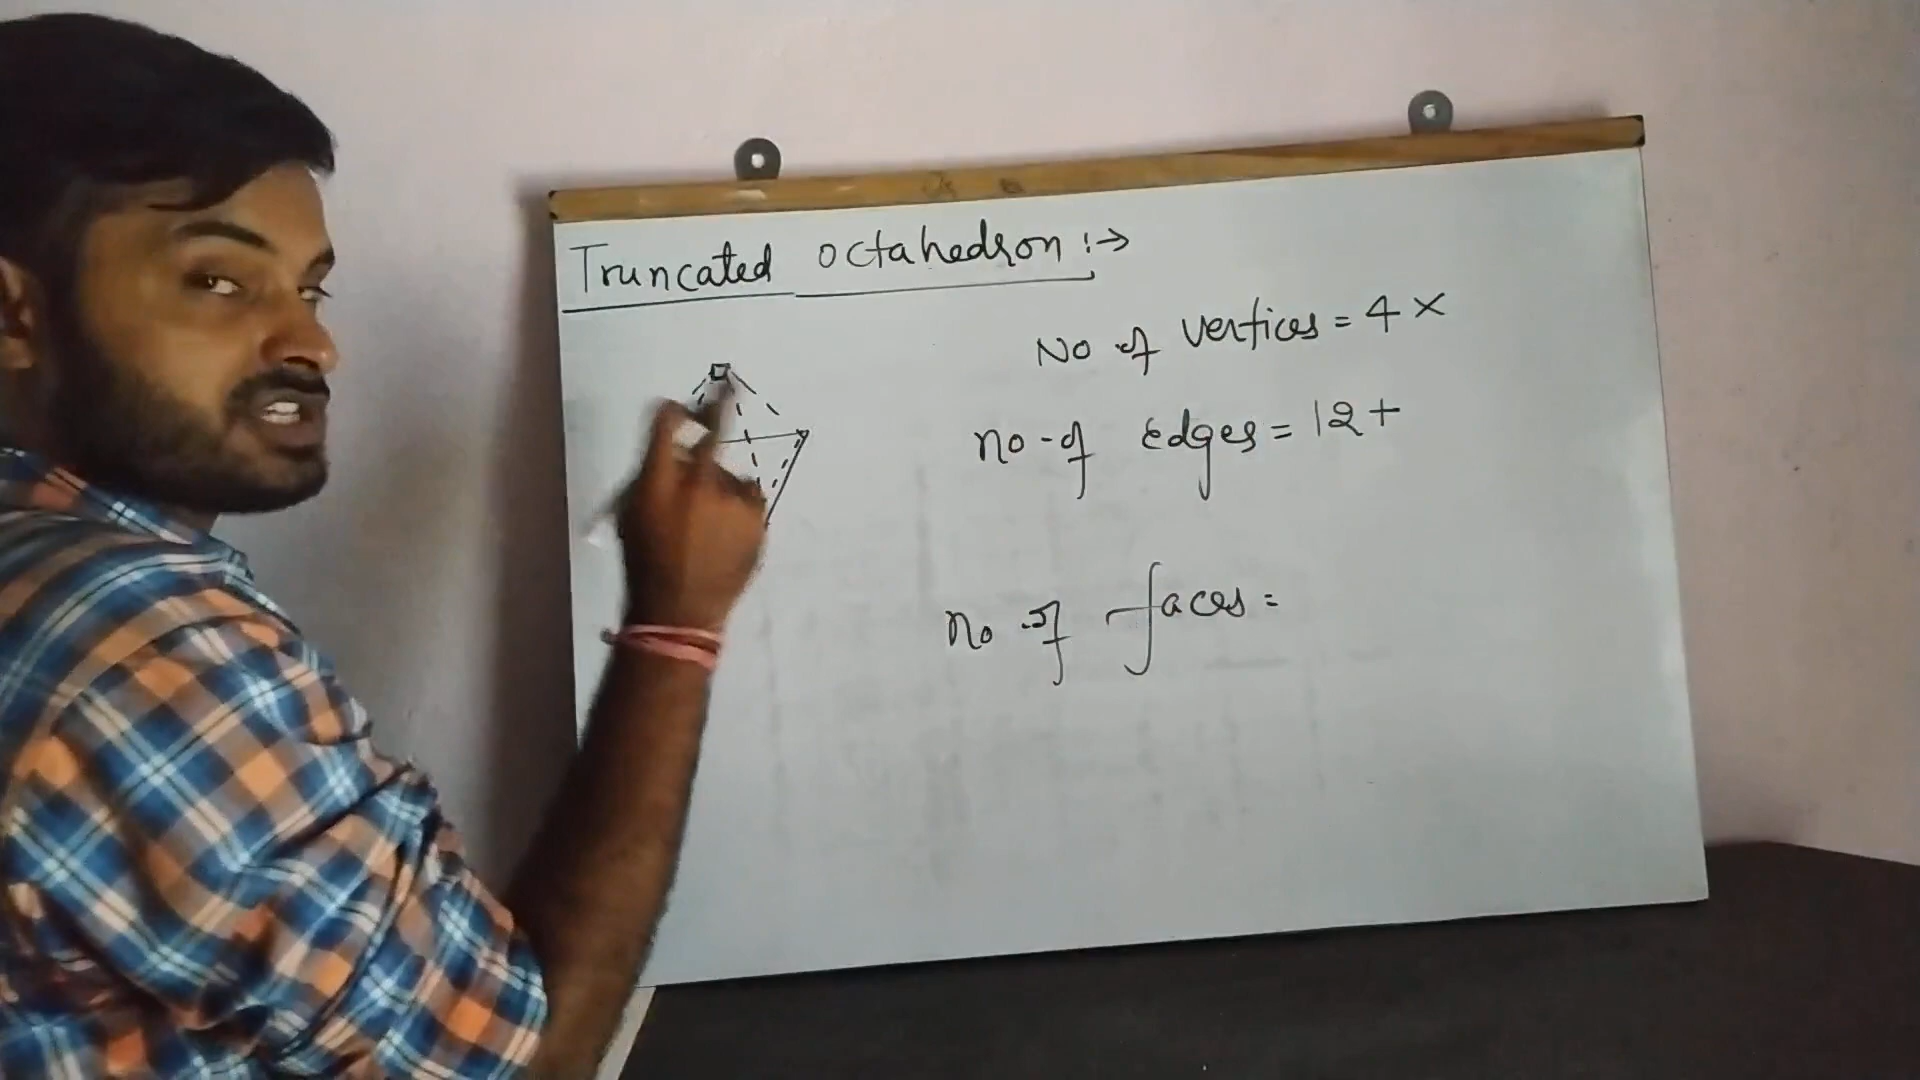 Truncated octahedron :→
No of vertices = 4 ×
no-of Edges = 12 +
no of faces =